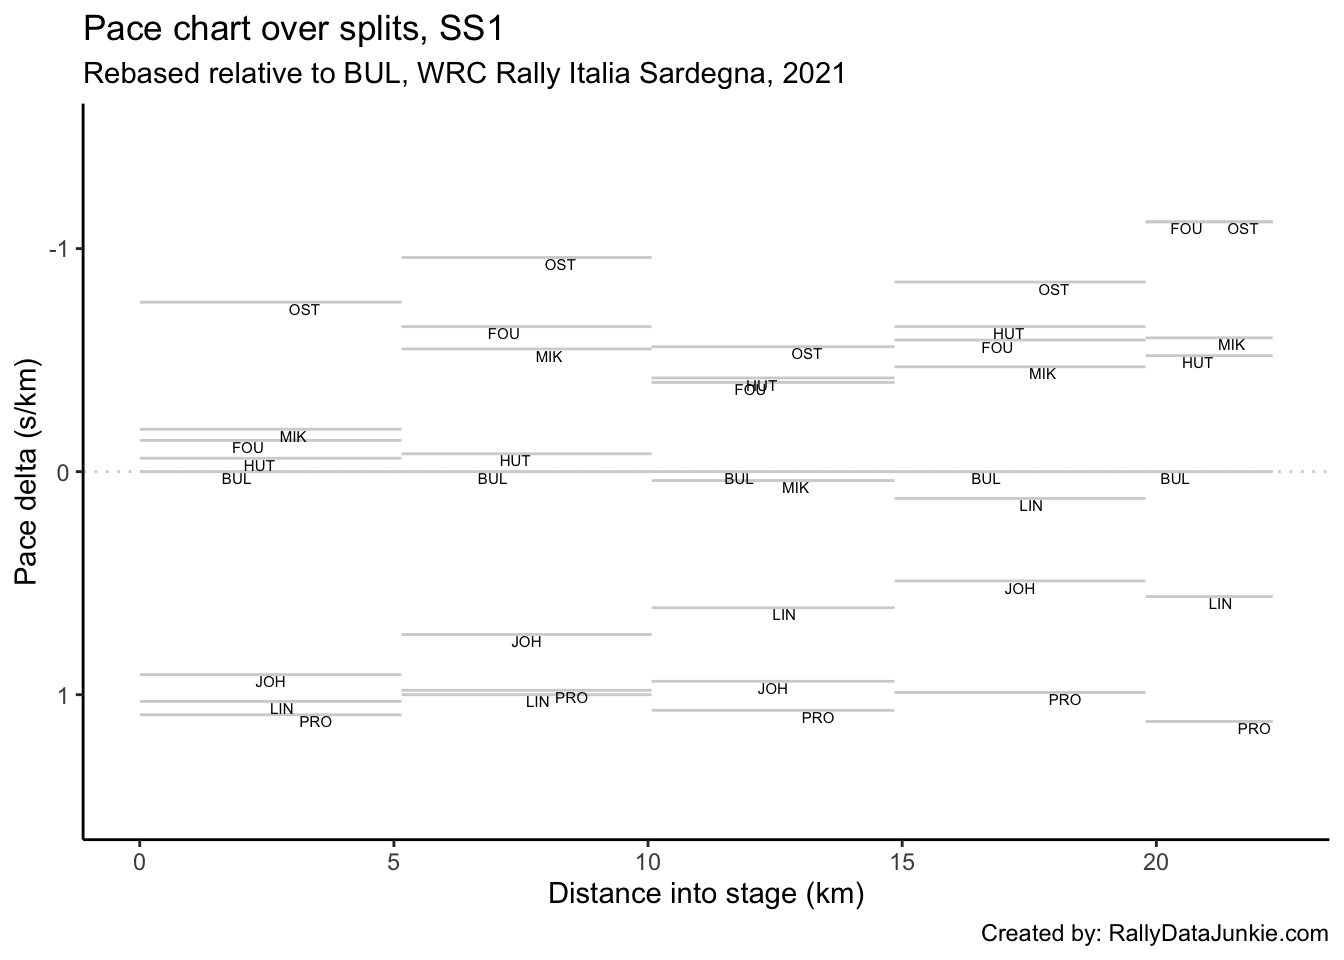 Pace chart over splits, SS1
Rebased relative to BUL, WRC Rally Italia Sardegna, 2021
Pace delta (s/km)
-1
0
1
FOU OST
OST
OST
OST
FOU
HUT
MIK
MIK
FOU
OST
HUT
MIK
HUT
FOU
MIK
FOU
HUT
HUT
BUL
BUL
BUL
BUL
BUL
MIK
LIN
JOH
LIN
LIN
JOH
JOH
JOH
LIN
PRO
PRO
LIN
PRO
PRO
PRO
0 5 10 15 20
Distance into stage (km)
Created by: RallyDataJunkie.com